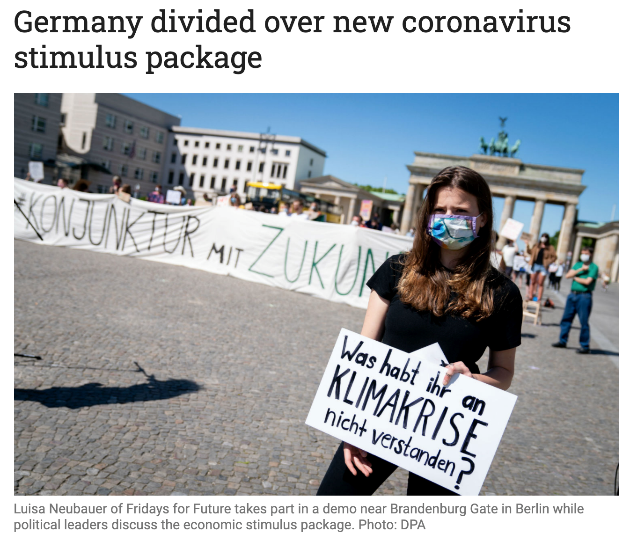 Germany divided over new coronavirus
stimulus package
KONJUNKTUR MIT ZUKUN
Was habt ihr an
KLIMAKRISE
nicht verstanden?
Luisa Neubauer of Fridays for Future takes part in a demo near Brandenburg Gate in Berlin while
political leaders discuss the economic stimulus package. Photo: DPA